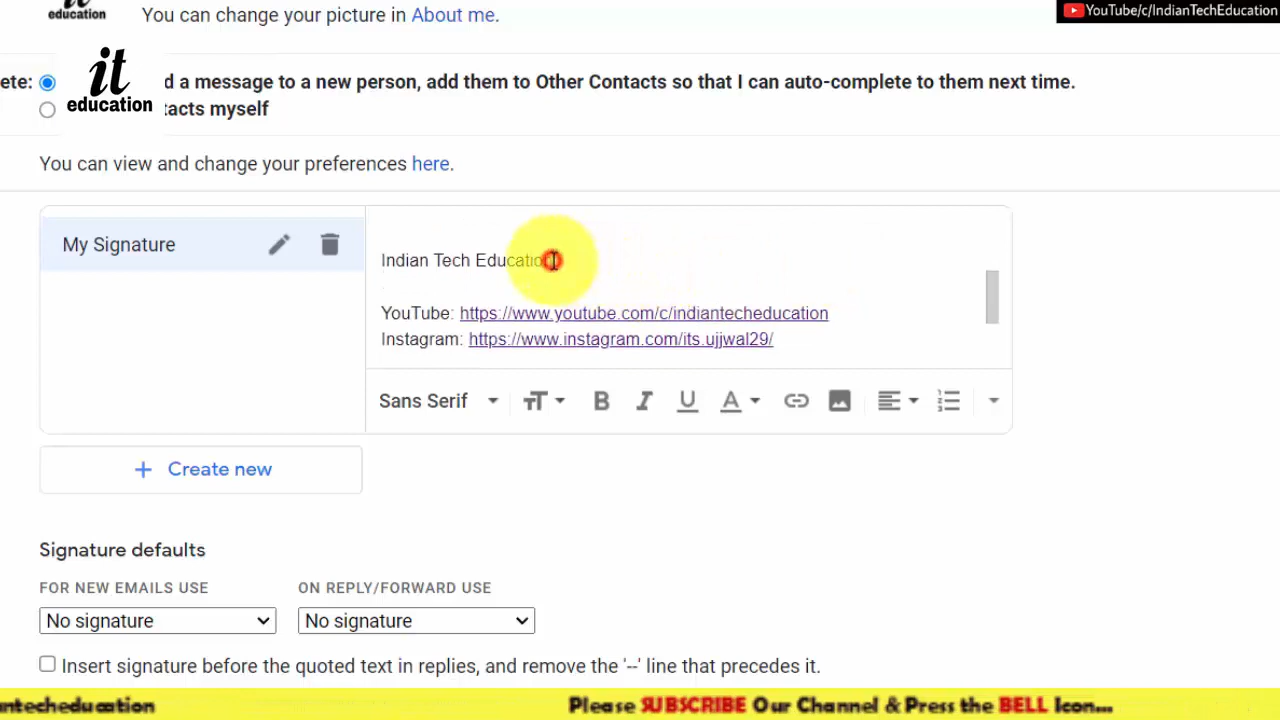 education
You can change your picture in About me.
YouTube/c/IndianTechEducation
ete:
it
education
d a message to a new person, add them to Other Contacts so that I can auto-complete to them next time.
tacts myself
You can view and change your preferences here.
My Signature
Indian Tech Education
YouTube: https://www.youtube.com/c/indiantecheducation
Instagram: https://www.instagram.com/its.ujjwal29/
Sans Serif
B I U A
Create new
Signature defaults
FOR NEW EMAILS USE
ON REPLY/FORWARD USE
No signature
No signature
Insert signature before the quoted text in replies, and remove the '--' line that precedes it.
ntecheducation
Please SUBSCRIBE Our Channel & Press the BELL Icon...